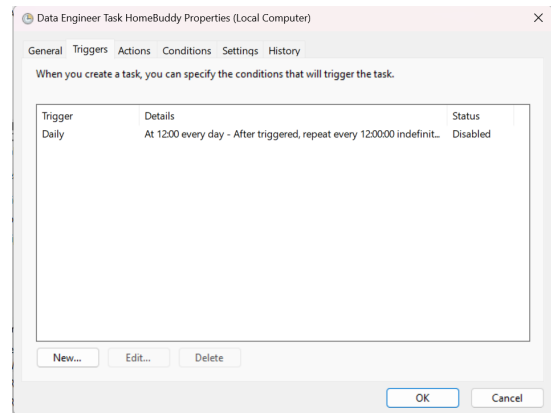 Data Engineer Task HomeBuddy Properties (Local Computer)
General Triggers Actions Conditions Settings History
When you create a task, you can specify the conditions that will trigger the task.
Trigger Details Status
Daily At 12:00 every day - After triggered, repeat every 12:00:00 indefinit... Disabled
New... Edit... Delete
OK Cancel